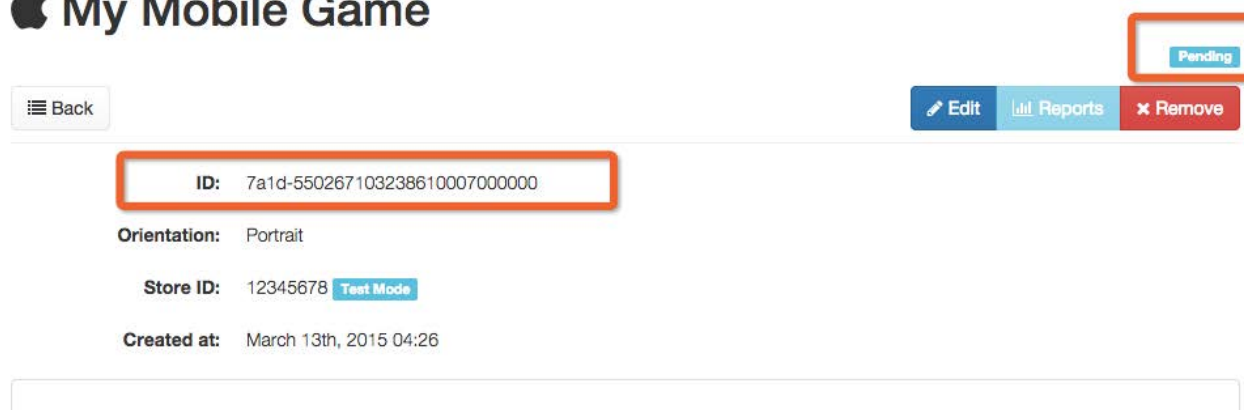 My Mobile Game
Pending
Back
Edit Reports Remove
ID: 7a1d-550267103238610007000000
Orientation: Portrait
Store ID: 12345678 Test Mode
Created at: March 13th, 2015 04:26